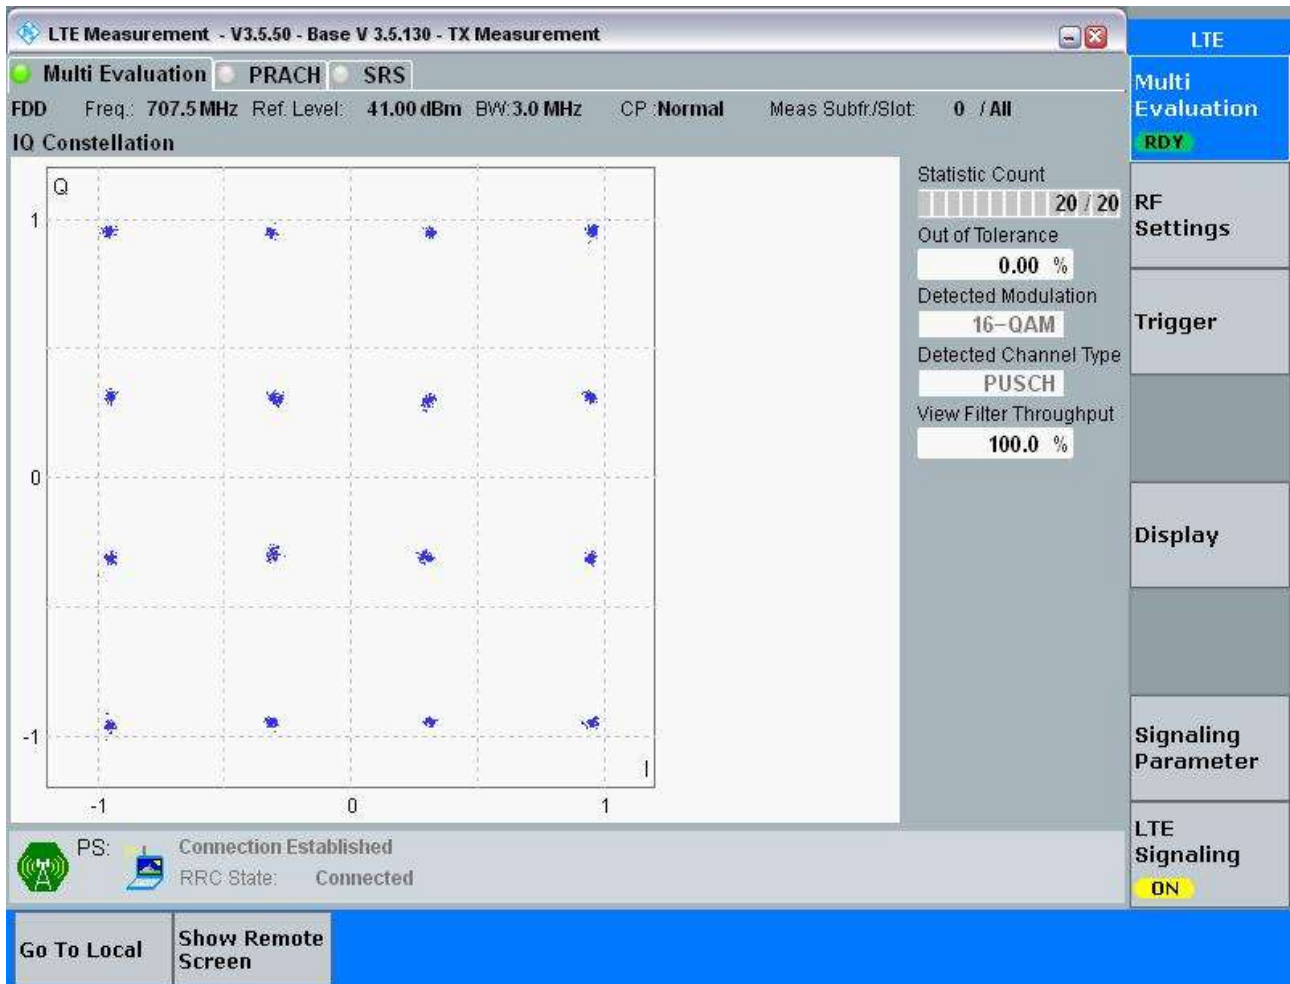 LTE Measurement - V3.5.50 - Base V 3.5.130 - TX Measurement
Multi Evaluation PRACH SRS
FDD Freq.: 707.5 MHz Ref. Level: 41.00 dBm BW: 3.0 MHz CP : Normal Meas Subfr./Slot: 0 / All
IQ Constellation
Q
1
0
-1
I
-1 0 1
Statistic Count
20 / 20
Out of Tolerance
0.00 %
Detected Modulation
16-QAM
Detected Channel Type
PUSCH
View Filter Throughput
100.0 %
PS: Connection Established
RRC State: Connected
LTE
Multi
Evaluation
RDY
RF
Settings
Trigger
Display
Signaling
Parameter
LTE
Signaling
ON
Go To Local
Show Remote
Screen